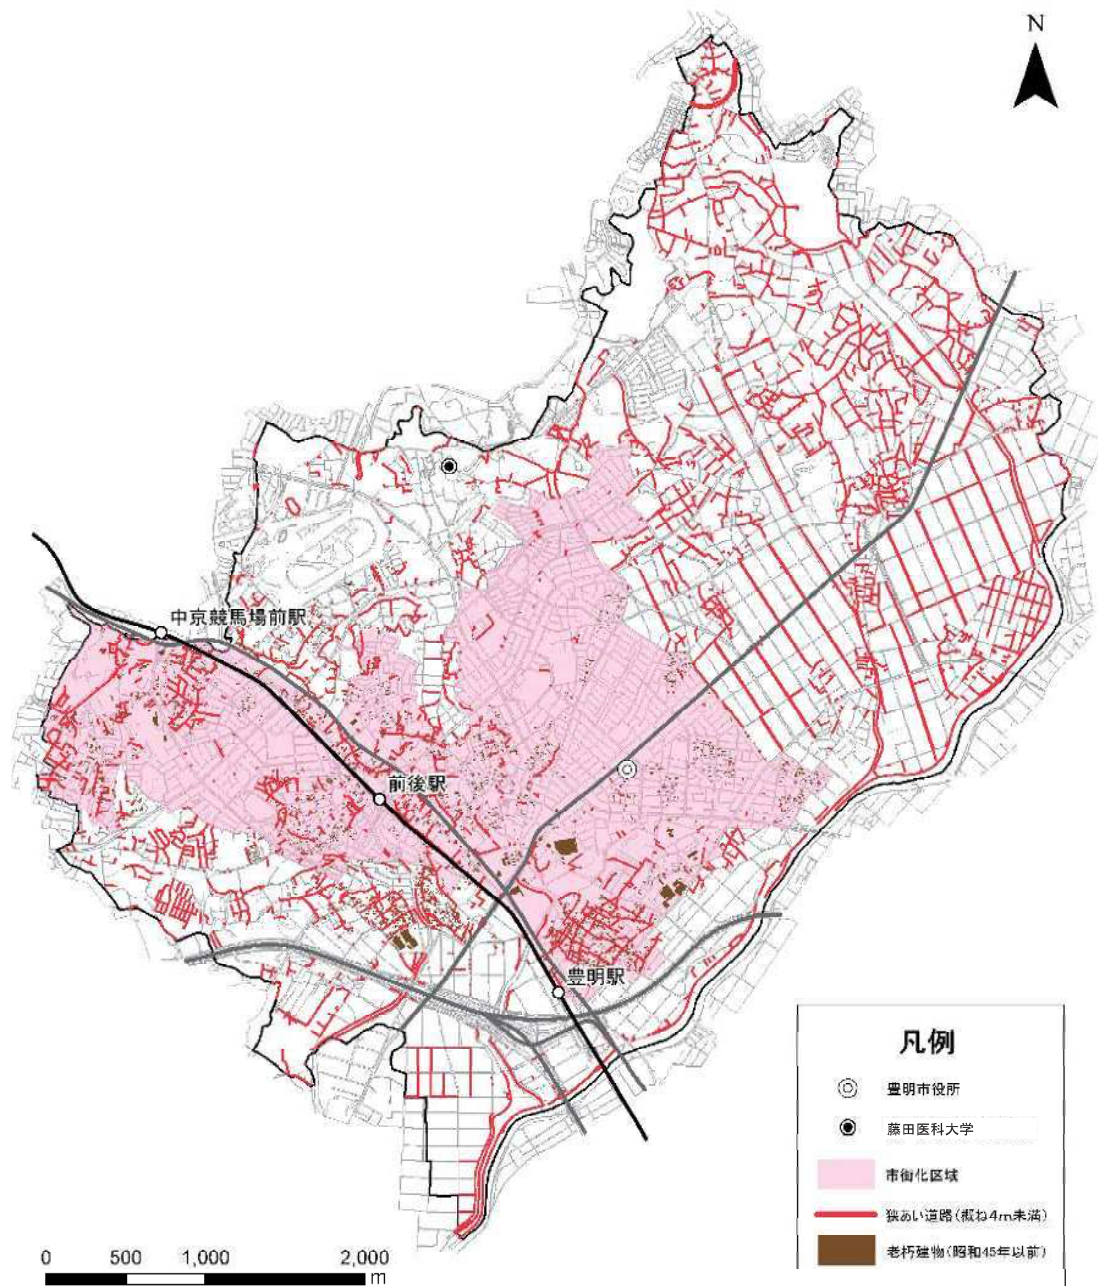 N
中京競馬場前駅
前後駅
豊明駅
凡例
豊明市役所
藤田医科大学
市街化区域
狭あい道路(概ね4m未満)
老朽建物(昭和45年以前)
0 500 1,000 2,000
m